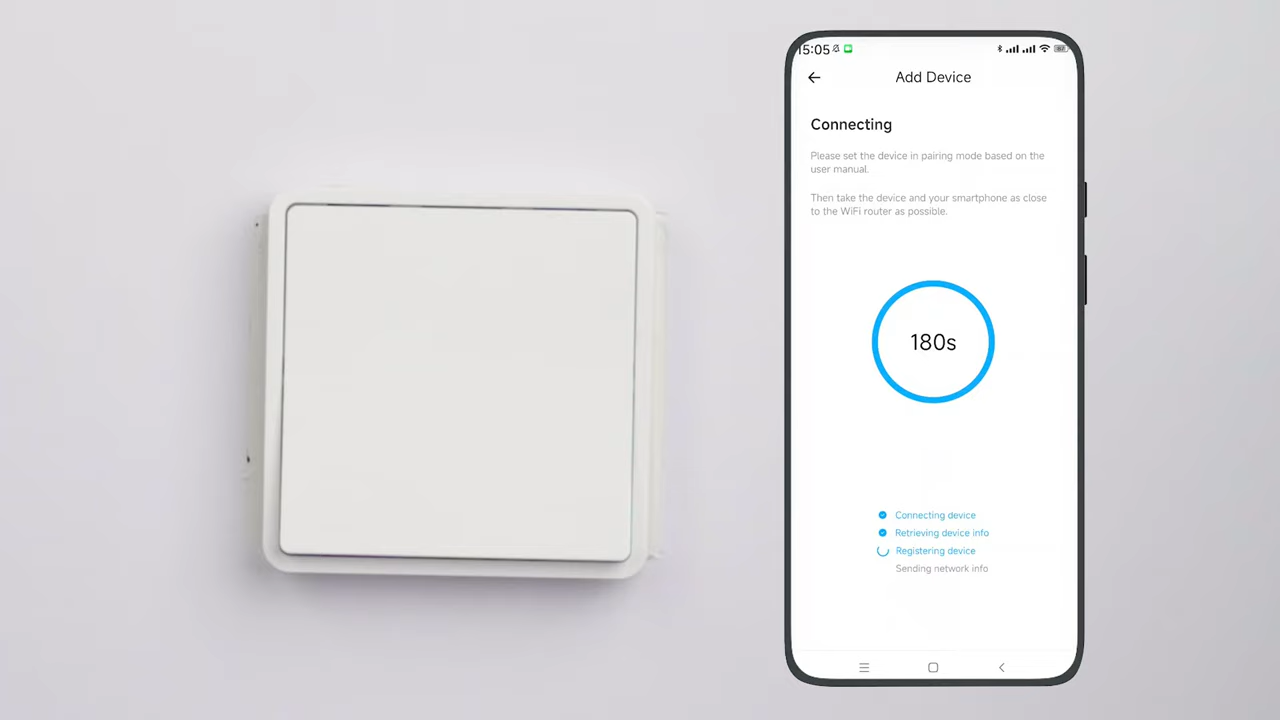 15:05
Add Device
Connecting
Please set the device in pairing mode based on the
user manual.
Then take the device and your smartphone as close
to the WiFi router as possible.
180s
Connecting device
Retrieving device info
Registering device
Sending network info